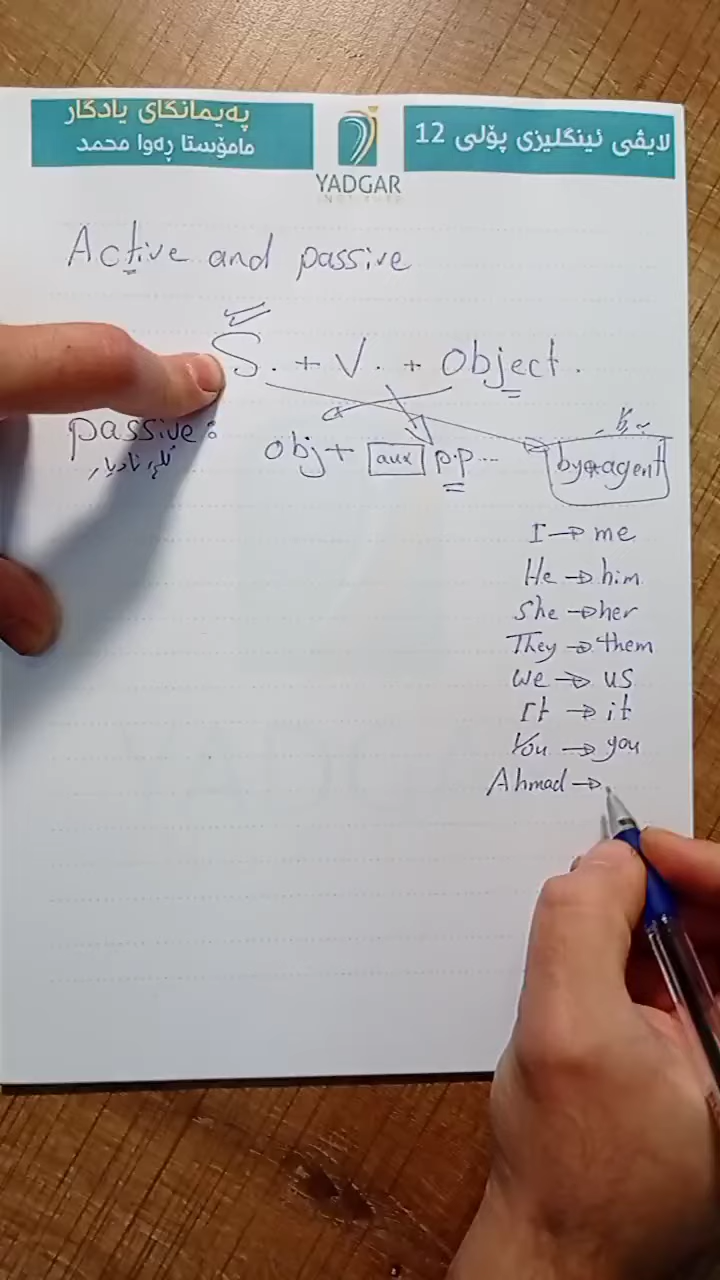 پەیمانگای یادگار
مامۆستا ڕەوا محمد
YADGAR
INSTITUTE
لایڤی ئینگلیزی پۆلی 12
Active and passive
S. + V. + Object.
passive:
obj + aux p.p... by+agent
I → me
He → him
She → her
They → them
We → us
It → it
You → you
Ahmad →